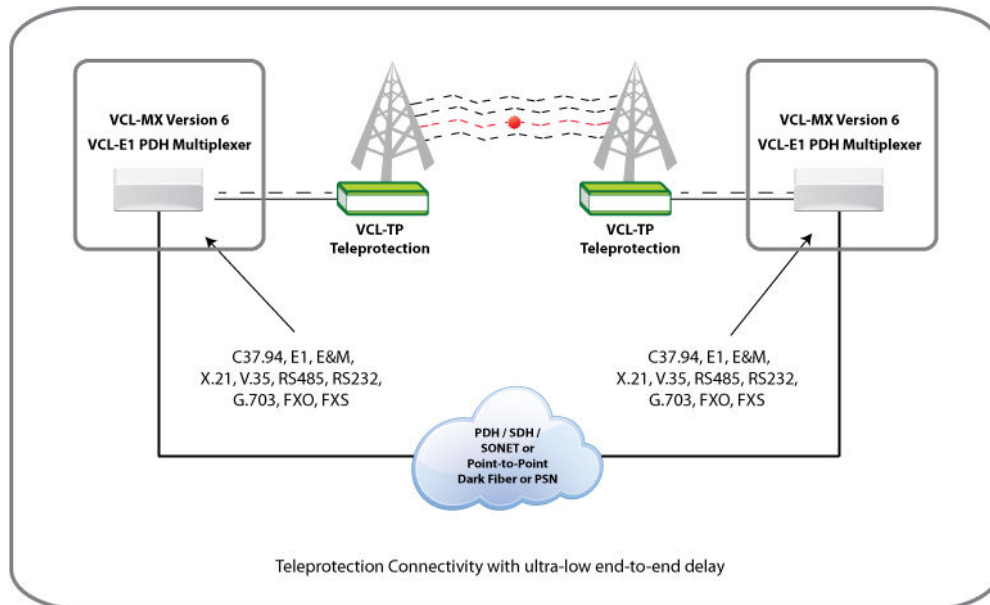 VCL-MX Version 6
VCL-E1 PDH Multiplexer
VCL-TP
Teleprotection
VCL-TP
Teleprotection
VCL-MX Version 6
VCL-E1 PDH Multiplexer
C37.94, E1, E&M,
X.21, V.35, RS485, RS232,
G.703, FXO, FXS
C37.94, E1, E&M,
X.21, V.35, RS485, RS232,
G.703, FXO, FXS
PDH / SDH /
SONET or
Point-to-Point
Dark Fiber or PSN
Teleprotection Connectivity with ultra-low end-to-end delay